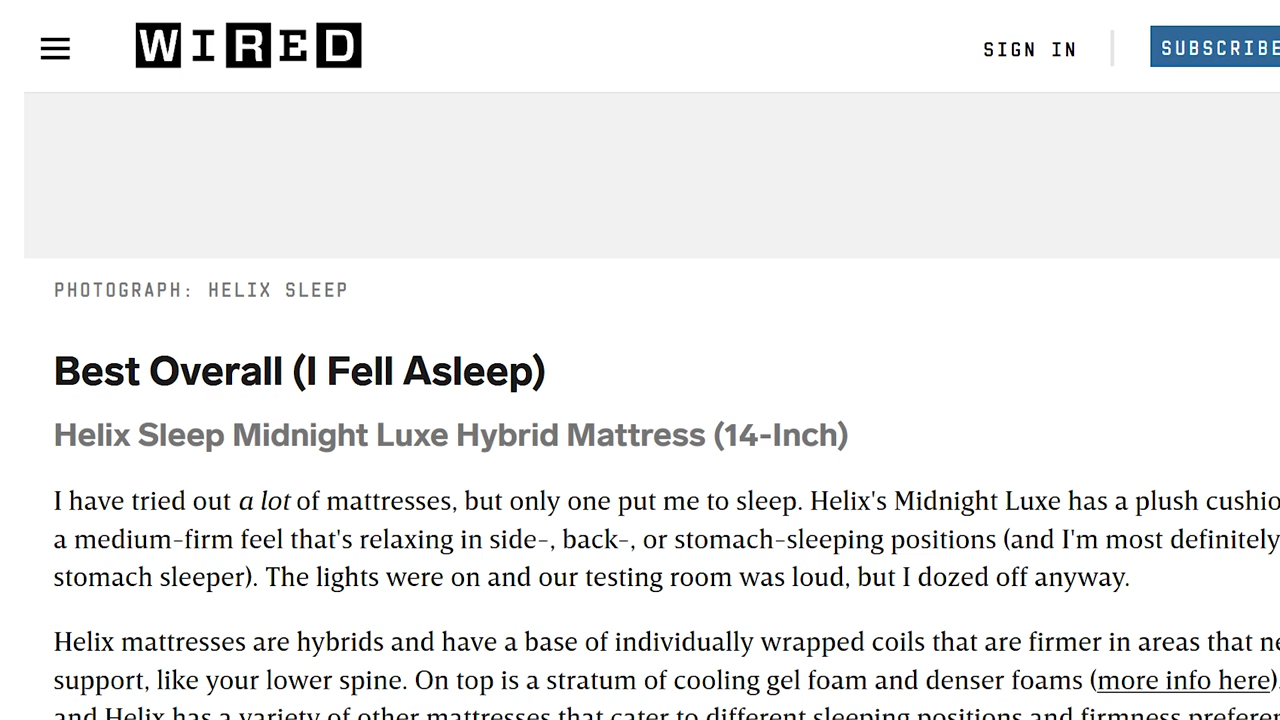 WIRED
SIGN IN
SUBSCRIBE
PHOTOGRAPH: HELIX SLEEP
Best Overall (I Fell Asleep)
Helix Sleep Midnight Luxe Hybrid Mattress (14-Inch)
I have tried out a lot of mattresses, but only one put me to sleep. Helix's Midnight Luxe has a plush cushio
a medium-firm feel that's relaxing in side-, back-, or stomach-sleeping positions (and I'm most definitely
stomach sleeper). The lights were on and our testing room was loud, but I dozed off anyway.
Helix mattresses are hybrids and have a base of individually wrapped coils that are firmer in areas that ne
support, like your lower spine. On top is a stratum of cooling gel foam and denser foams (more info here).
and Helix has a variety of other mattresses that cater to different sleeping positions and firmness prefere